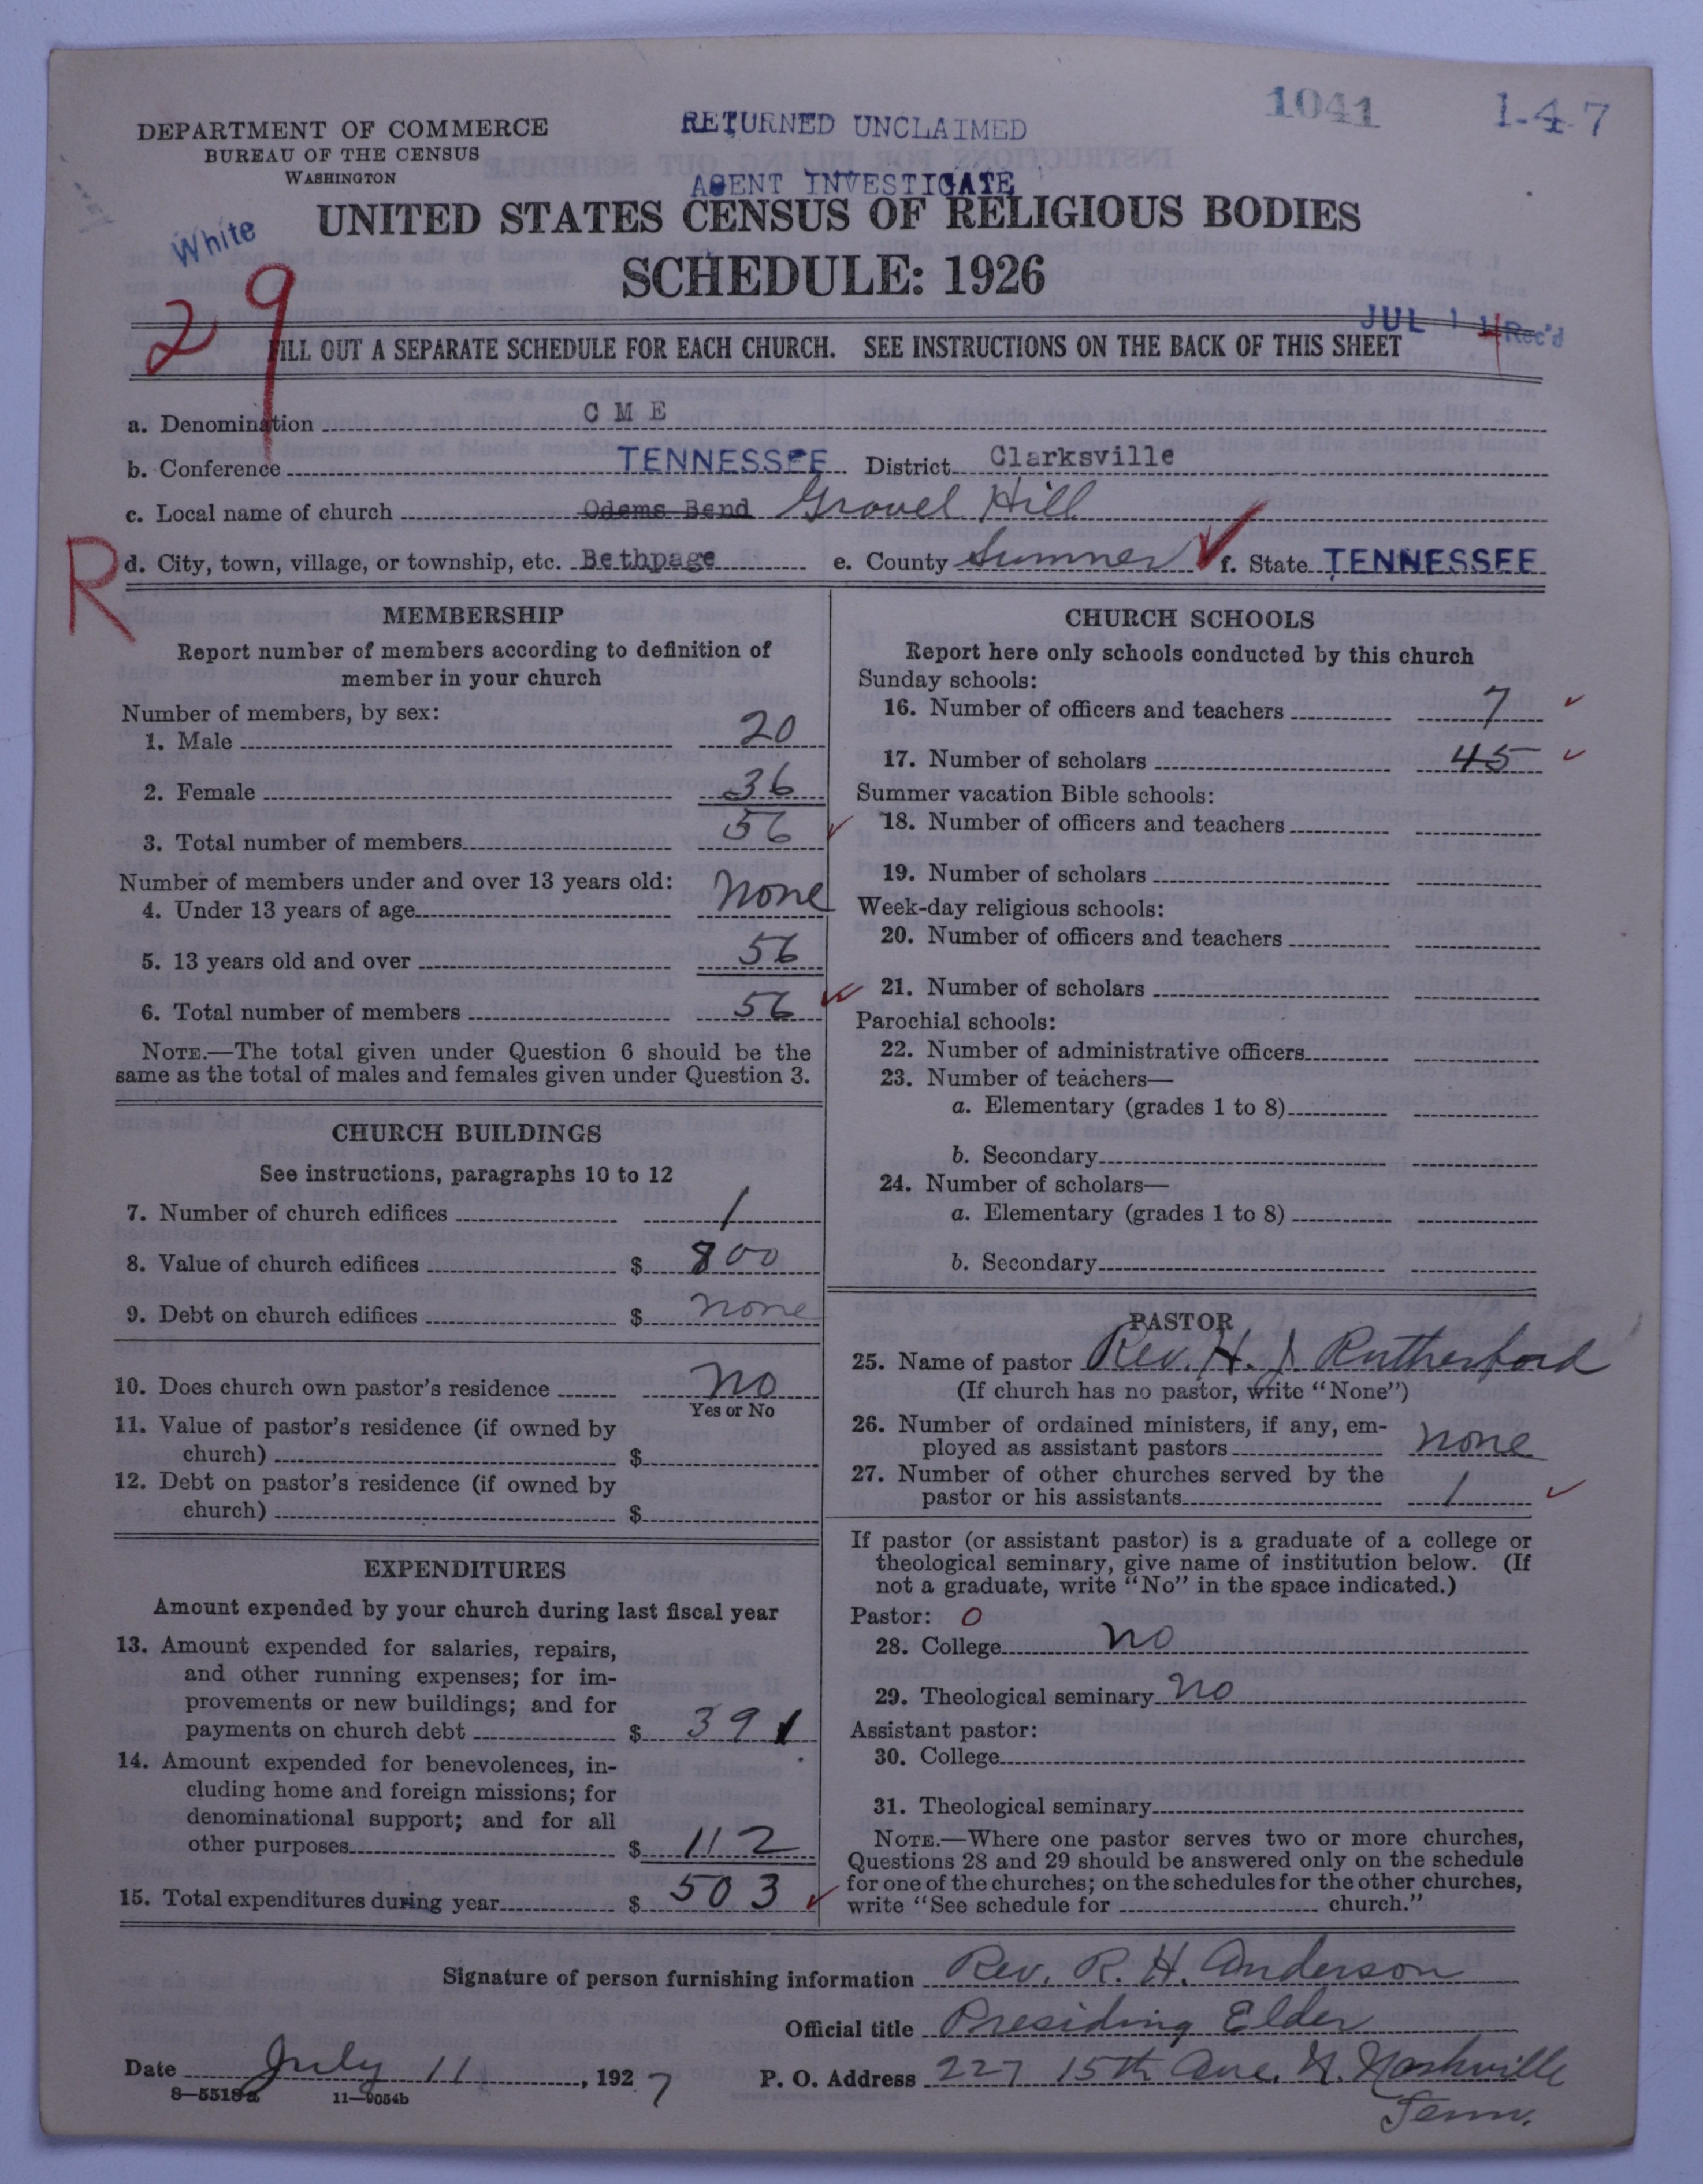 1041 1-4-7
DEPARTMENT OF COMMERCE
BUREAU OF THE CENSUS
WASHINGTON
RETURNED UNCLAIMED
AGENT INVESTIGATE
White
UNITED STATES CENSUS OF RELIGIOUS BODIES
SCHEDULE: 1926
29
JUL 14 Rec'd
FILL OUT A SEPARATE SCHEDULE FOR EACH CHURCH. SEE INSTRUCTIONS ON THE BACK OF THIS SHEET
a. Denomination C M E
b. Conference TENNESSEE District Clarksville
c. Local name of church Odems Bend Gravel Hill
R
d. City, town, village, or township, etc. Bethpage e. County Sumner f. State TENNESSEE
MEMBERSHIP
Report number of members according to definition of
member in your church
Number of members, by sex:
1. Male 20
2. Female 36
3. Total number of members 56
Number of members under and over 13 years old:
4. Under 13 years of age none
5. 13 years old and over 56
6. Total number of members 56
NOTE.—The total given under Question 6 should be the
same as the total of males and females given under Question 3.
CHURCH BUILDINGS
See instructions, paragraphs 10 to 12
7. Number of church edifices 1
8. Value of church edifices $ 800
9. Debt on church edifices $ none
10. Does church own pastor's residence no
Yes or No
11. Value of pastor's residence (if owned by
church) $
12. Debt on pastor's residence (if owned by
church) $
EXPENDITURES
Amount expended by your church during last fiscal year
13. Amount expended for salaries, repairs,
and other running expenses; for im-
provements or new buildings; and for
payments on church debt $ 391
14. Amount expended for benevolences, in-
cluding home and foreign missions; for
denominational support; and for all
other purposes $ 112
15. Total expenditures during year $ 503
CHURCH SCHOOLS
Report here only schools conducted by this church
Sunday schools:
16. Number of officers and teachers 7
17. Number of scholars 45
Summer vacation Bible schools:
18. Number of officers and teachers
19. Number of scholars
Week-day religious schools:
20. Number of officers and teachers
21. Number of scholars
Parochial schools:
22. Number of administrative officers
23. Number of teachers—
a. Elementary (grades 1 to 8)
b. Secondary
24. Number of scholars—
a. Elementary (grades 1 to 8)
b. Secondary
PASTOR
25. Name of pastor Rev. H. J. Rutherford
(If church has no pastor, write "None")
26. Number of ordained ministers, if any, em-
ployed as assistant pastors none
27. Number of other churches served by the
pastor or his assistants 1
If pastor (or assistant pastor) is a graduate of a college or
theological seminary, give name of institution below. (If
not a graduate, write "No" in the space indicated.)
Pastor: 0
28. College no
29. Theological seminary no
Assistant pastor:
30. College
31. Theological seminary
NOTE.—Where one pastor serves two or more churches,
Questions 28 and 29 should be answered only on the schedule
for one of the churches; on the schedules for the other churches,
write "See schedule for church."
Signature of person furnishing information Rev. R. H. Anderson
Official title Presiding Elder
Date July 11, 1927 P. O. Address 227 15th Ave. N. Nashville
Tenn.
8-5518a 11-9054b